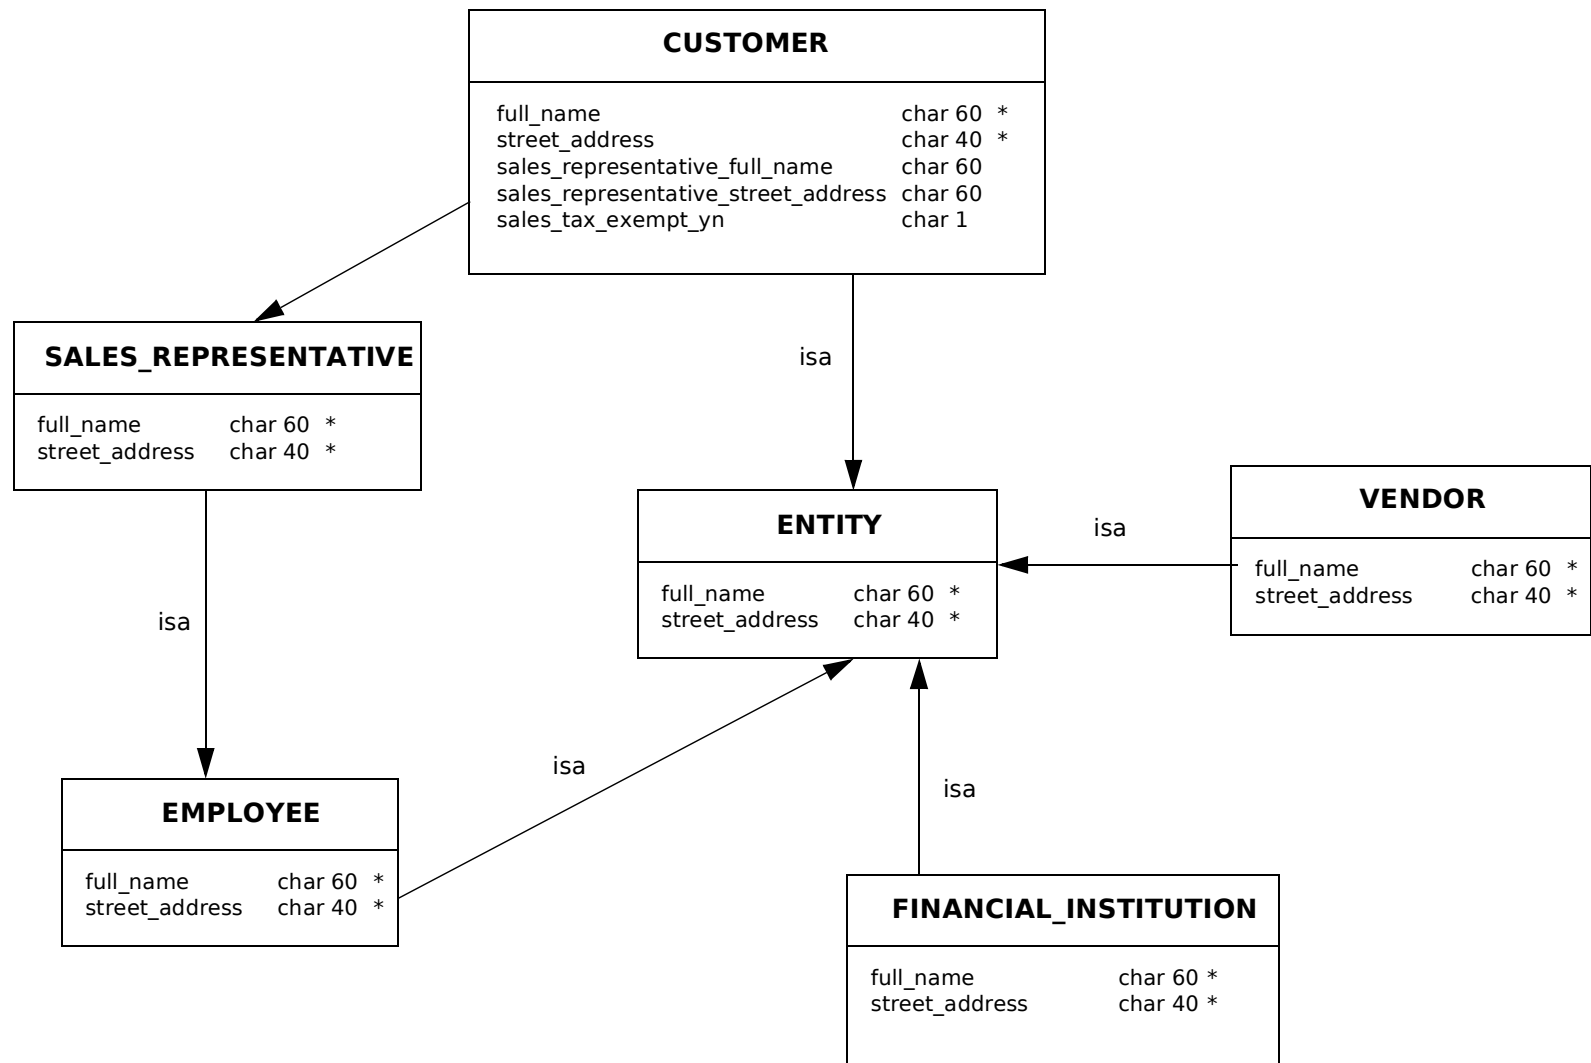 CUSTOMER
full_name char 60 *
street_address char 40 *
sales_representative_full_name char 60
sales_representative_street_address char 60
sales_tax_exempt_yn char 1
SALES_REPRESENTATIVE
full_name char 60 *
street_address char 40 *
isa
ENTITY
full_name char 60 *
street_address char 40 *
isa
VENDOR
full_name char 60 *
street_address char 40 *
isa
isa
isa
EMPLOYEE
full_name char 60 *
street_address char 40 *
FINANCIAL_INSTITUTION
full_name char 60 *
street_address char 40 *